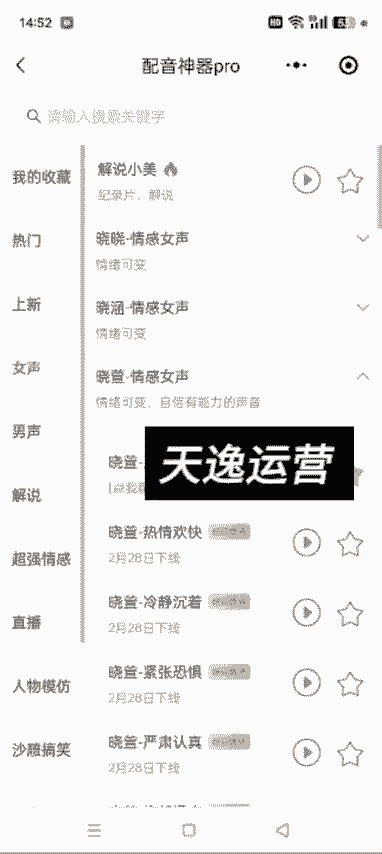 14:52
配音神器pro
请输入搜索关键字
我的收藏
热门
上新
女声
男声
解说
超强情感
直播
人物模仿
沙雕搞笑
解说小美
纪录片、解说
晓晓-情感女声
情绪可变
晓涵-情感女声
情绪可变
晓萱-情感女声
情绪可变、自信有能力的声音
晓萱-
天逸运营
晓萱-热情欢快
2月28日下线
晓萱-冷静沉着
2月28日下线
晓萱-紧张恐惧
2月28日下线
晓萱-严肃认真
2月28日下线